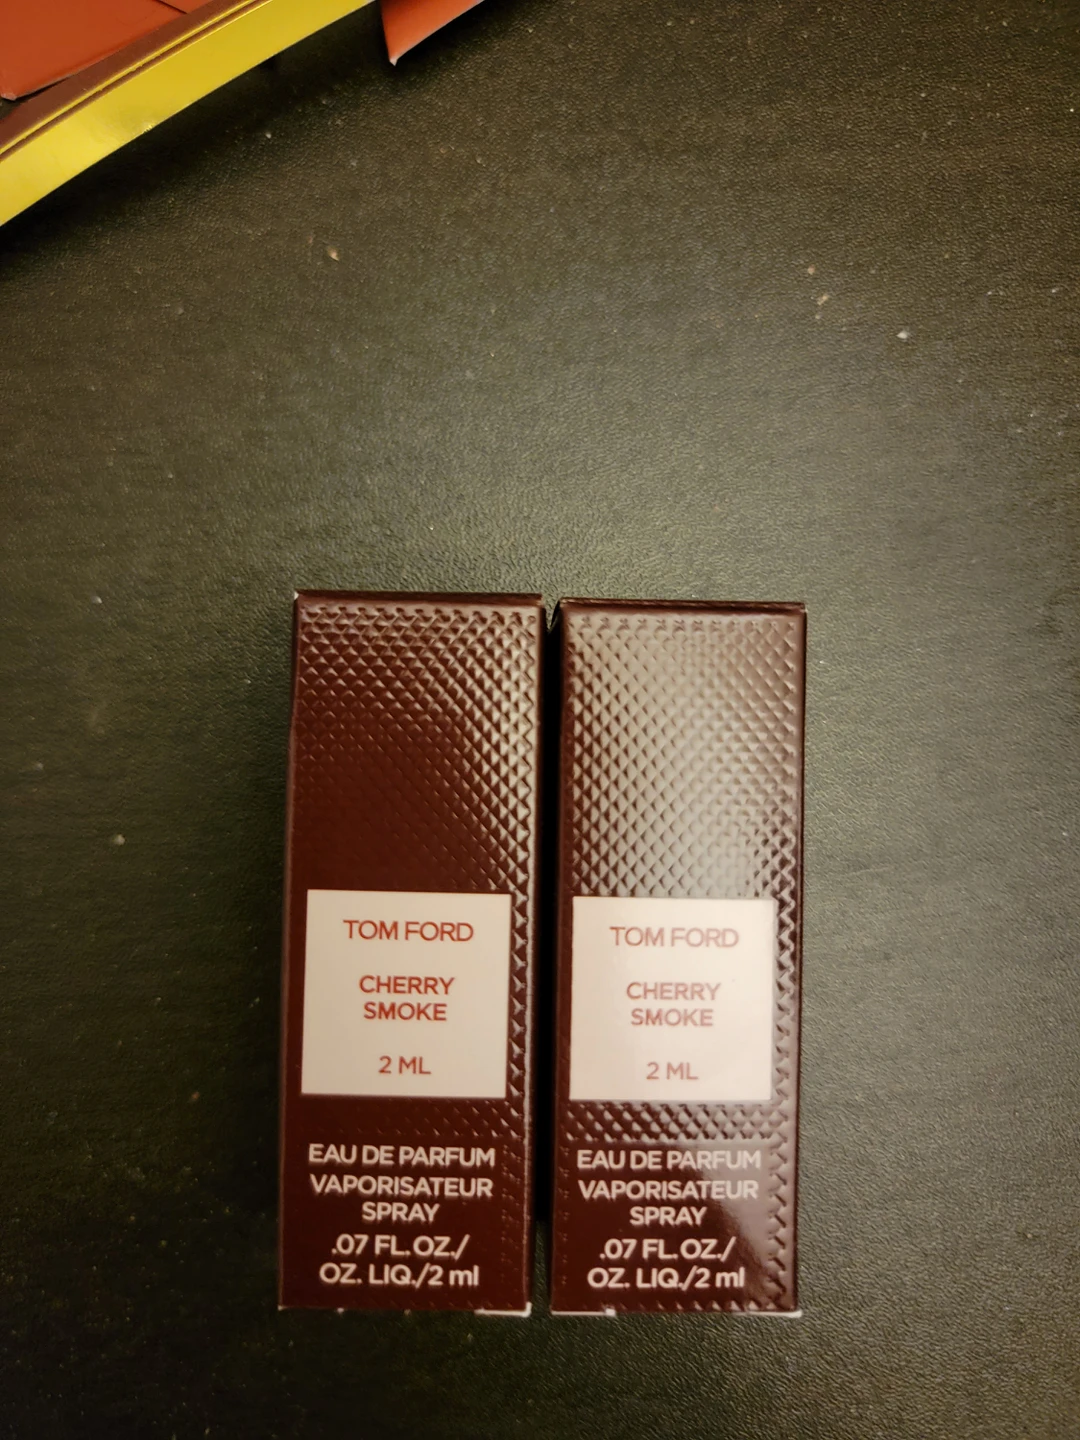 TOM FORD
CHERRY
SMOKE
2 ML
EAU DE PARFUM
VAPORISATEUR
SPRAY
.07 FL. OZ./
OZ. LIQ./2 ml
TOM FORD
CHERRY
SMOKE
2 ML
EAU DE PARFUM
VAPORISATEUR
SPRAY
.07 FL. OZ./
OZ. LIQ./2 ml